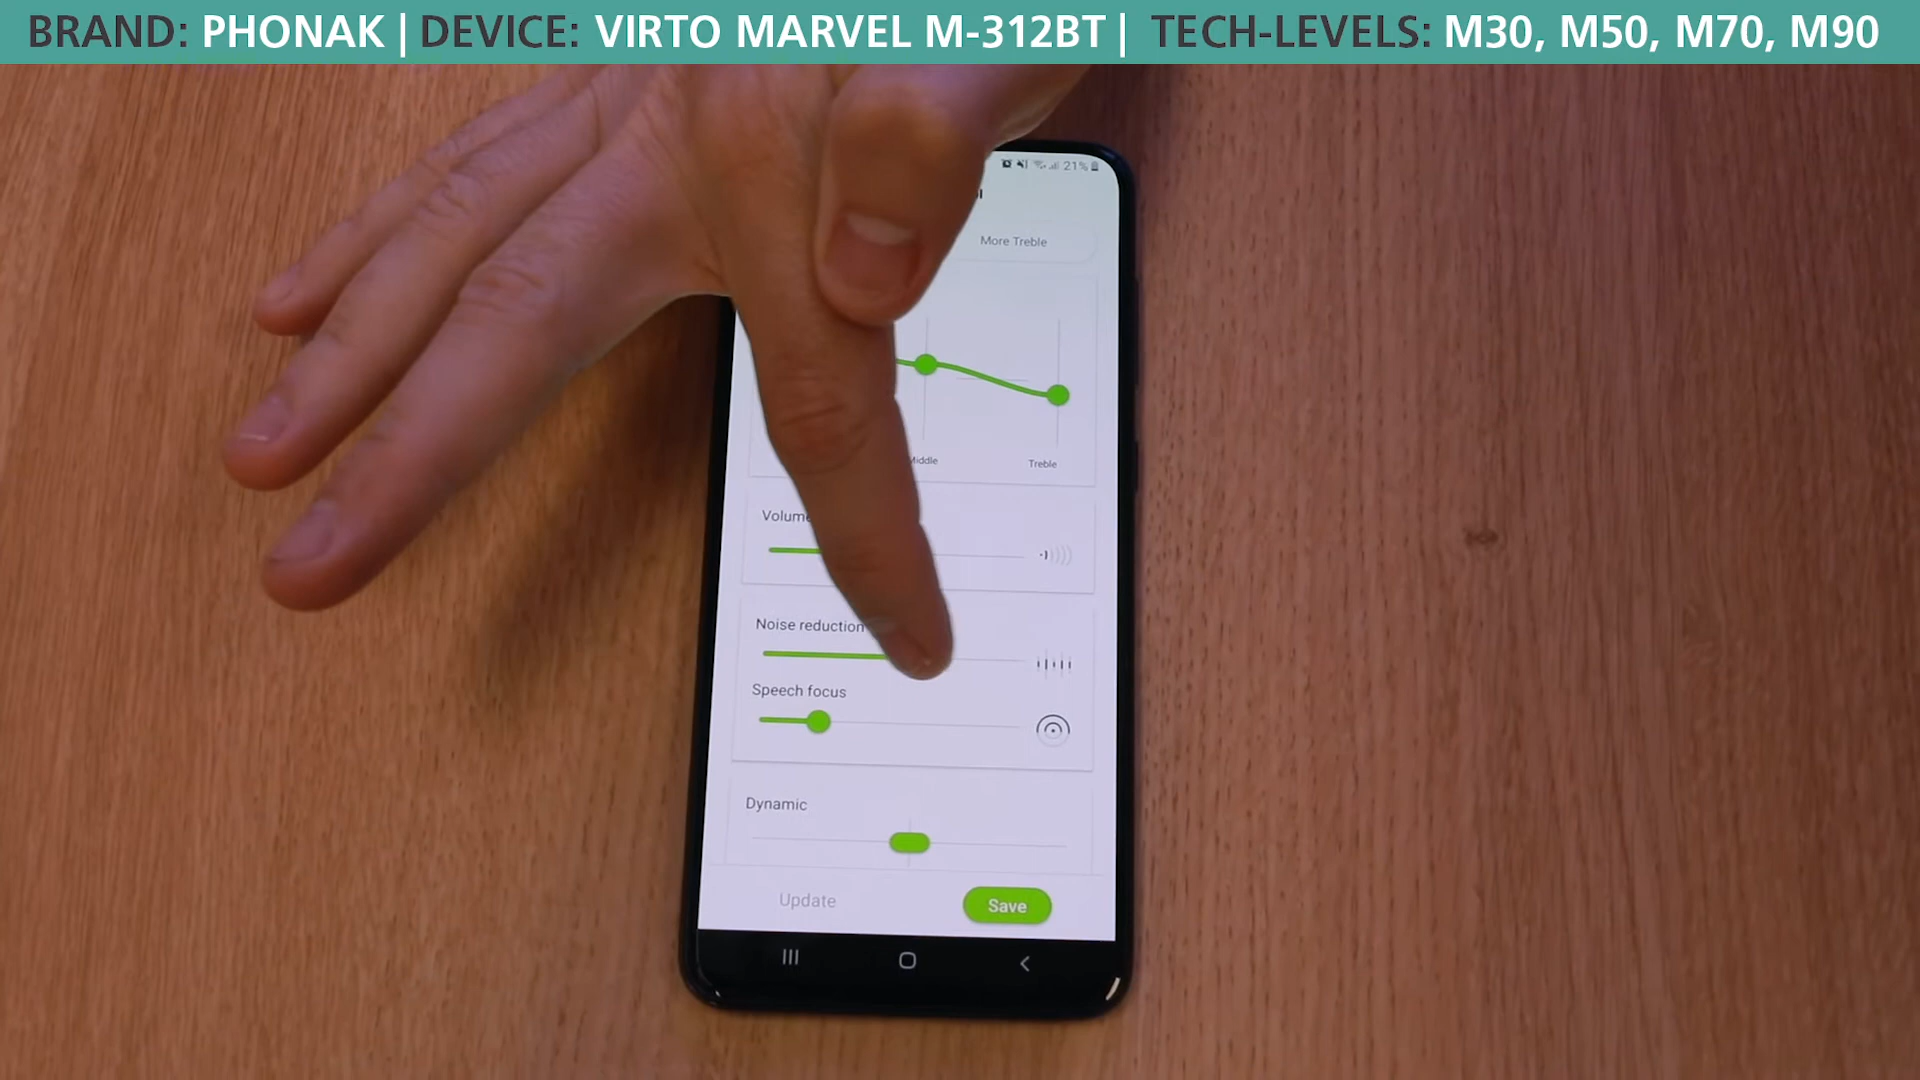 BRAND: PHONAK | DEVICE: VIRTO MARVEL M-312BT | TECH-LEVELS: M30, M50, M70, M90
21%
More Treble
Middle
Treble
Volume
Noise reduction
Speech focus
Dynamic
Update
Save